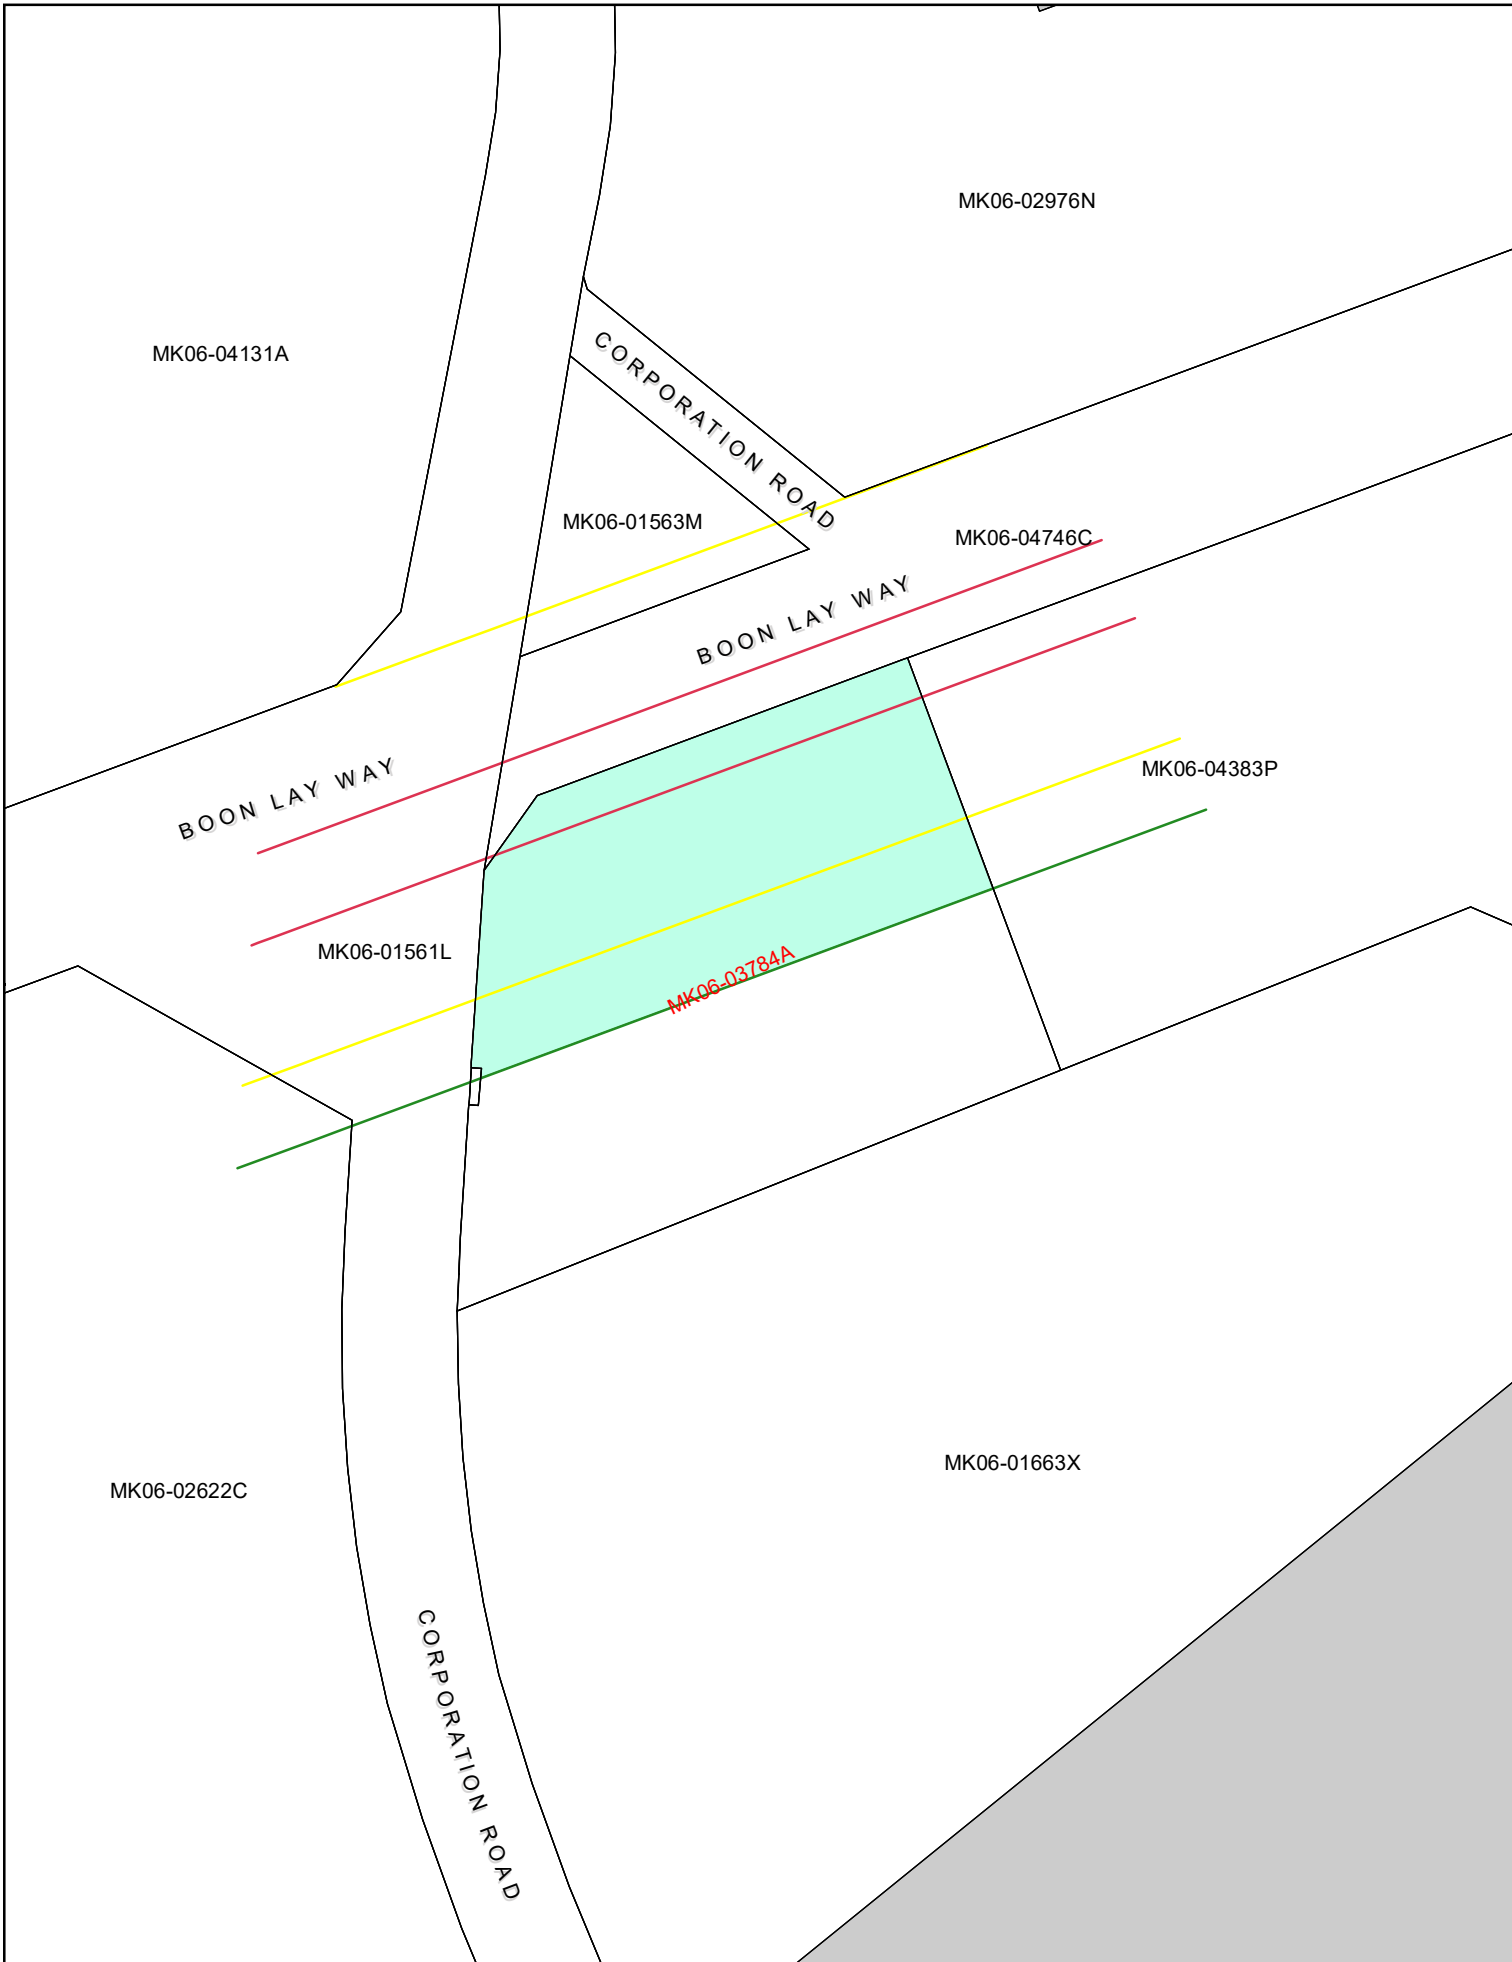 MK06-02976N
MK06-04131A
CORPORATION ROAD
MK06-01563M
MK06-04746C
BOON LAY WAY
BOON LAY WAY
MK06-04383P
MK06-01561L
MK06-03784A
MK06-01663X
MK06-02622C
CORPORATION ROAD